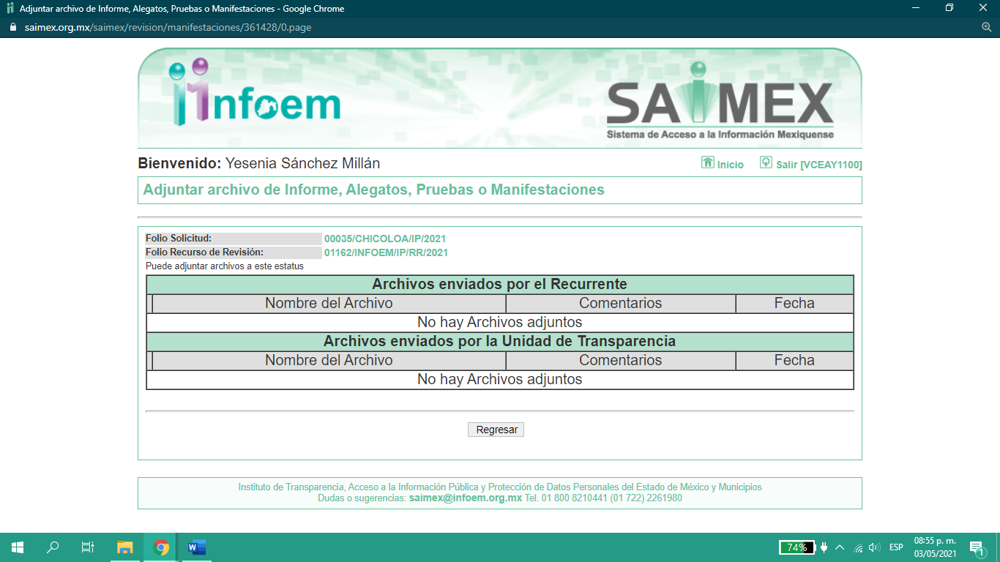 Adjuntar archivo de Informe, Alegatos, Pruebas o Manifestaciones - Google Chrome
saimex.org.mx/saimex/revision/manifestaciones/361428/0.page
infoem
SAIMEX
Sistema de Acceso a la Información Mexiquense
Bienvenido: Yesenia Sánchez Millán Inicio Salir [VCEAY1100]
Adjuntar archivo de Informe, Alegatos, Pruebas o Manifestaciones
Folio Solicitud: 00035/CHICOLOA/IP/2021
Folio Recurso de Revisión: 01162/INFOEM/IP/RR/2021
Puede adjuntar archivos a este estatus
Archivos enviados por el Recurrente
Nombre del Archivo Comentarios Fecha
No hay Archivos adjuntos
Archivos enviados por la Unidad de Transparencia
Nombre del Archivo Comentarios Fecha
No hay Archivos adjuntos
Regresar
Instituto de Transparencia, Acceso a la Información Pública y Protección de Datos Personales del Estado de México y Municipios
Dudas o sugerencias: saimex@infoem.org.mx Tel. 01 800 8210441 (01 722) 2261980
74% ESP 08:55 p. m.
03/05/2021
1